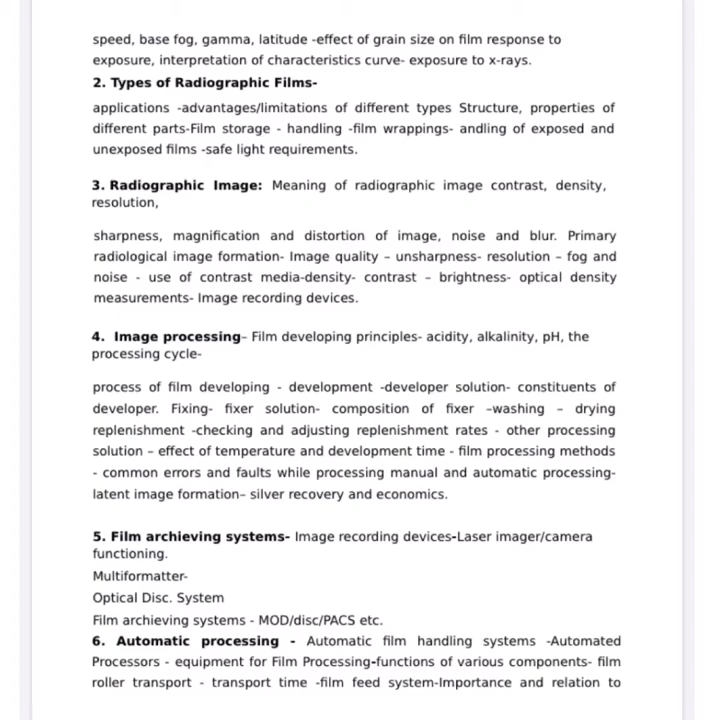 speed, base fog, gamma, latitude -effect of grain size on film response to
exposure, interpretation of characteristics curve- exposure to x-rays.
2. Types of Radiographic Films-
applications -advantages/limitations of different types Structure, properties of
different parts-Film storage - handling -film wrappings- andling of exposed and
unexposed films -safe light requirements.
3. Radiographic Image: Meaning of radiographic image contrast, density,
resolution,
sharpness, magnification and distortion of image, noise and blur. Primary
radiological image formation- Image quality – unsharpness- resolution – fog and
noise - use of contrast media-density- contrast – brightness- optical density
measurements- Image recording devices.
4. Image processing– Film developing principles- acidity, alkalinity, pH, the
processing cycle-
process of film developing - development -developer solution- constituents of
developer. Fixing- fixer solution- composition of fixer –washing – drying
replenishment -checking and adjusting replenishment rates - other processing
solution – effect of temperature and development time - film processing methods
- common errors and faults while processing manual and automatic processing-
latent image formation– silver recovery and economics.
5. Film archieving systems- Image recording devices-Laser imager/camera
functioning.
Multiformatter-
Optical Disc. System
Film archieving systems - MOD/disc/PACS etc.
6. Automatic processing - Automatic film handling systems -Automated
Processors - equipment for Film Processing-functions of various components- film
roller transport - transport time -film feed system-Importance and relation to